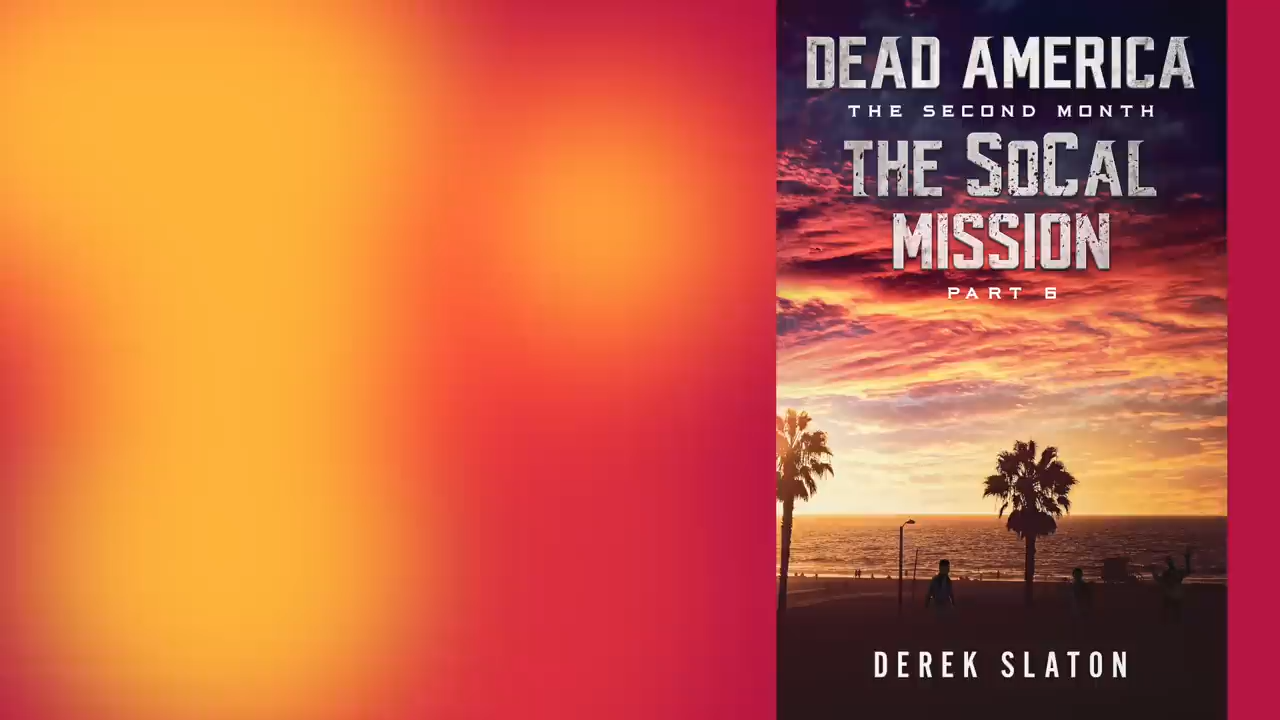 DEAD AMERICA
THE SECOND MONTH
THE SOCAL
MISSION
PART 6
DEREK SLATON